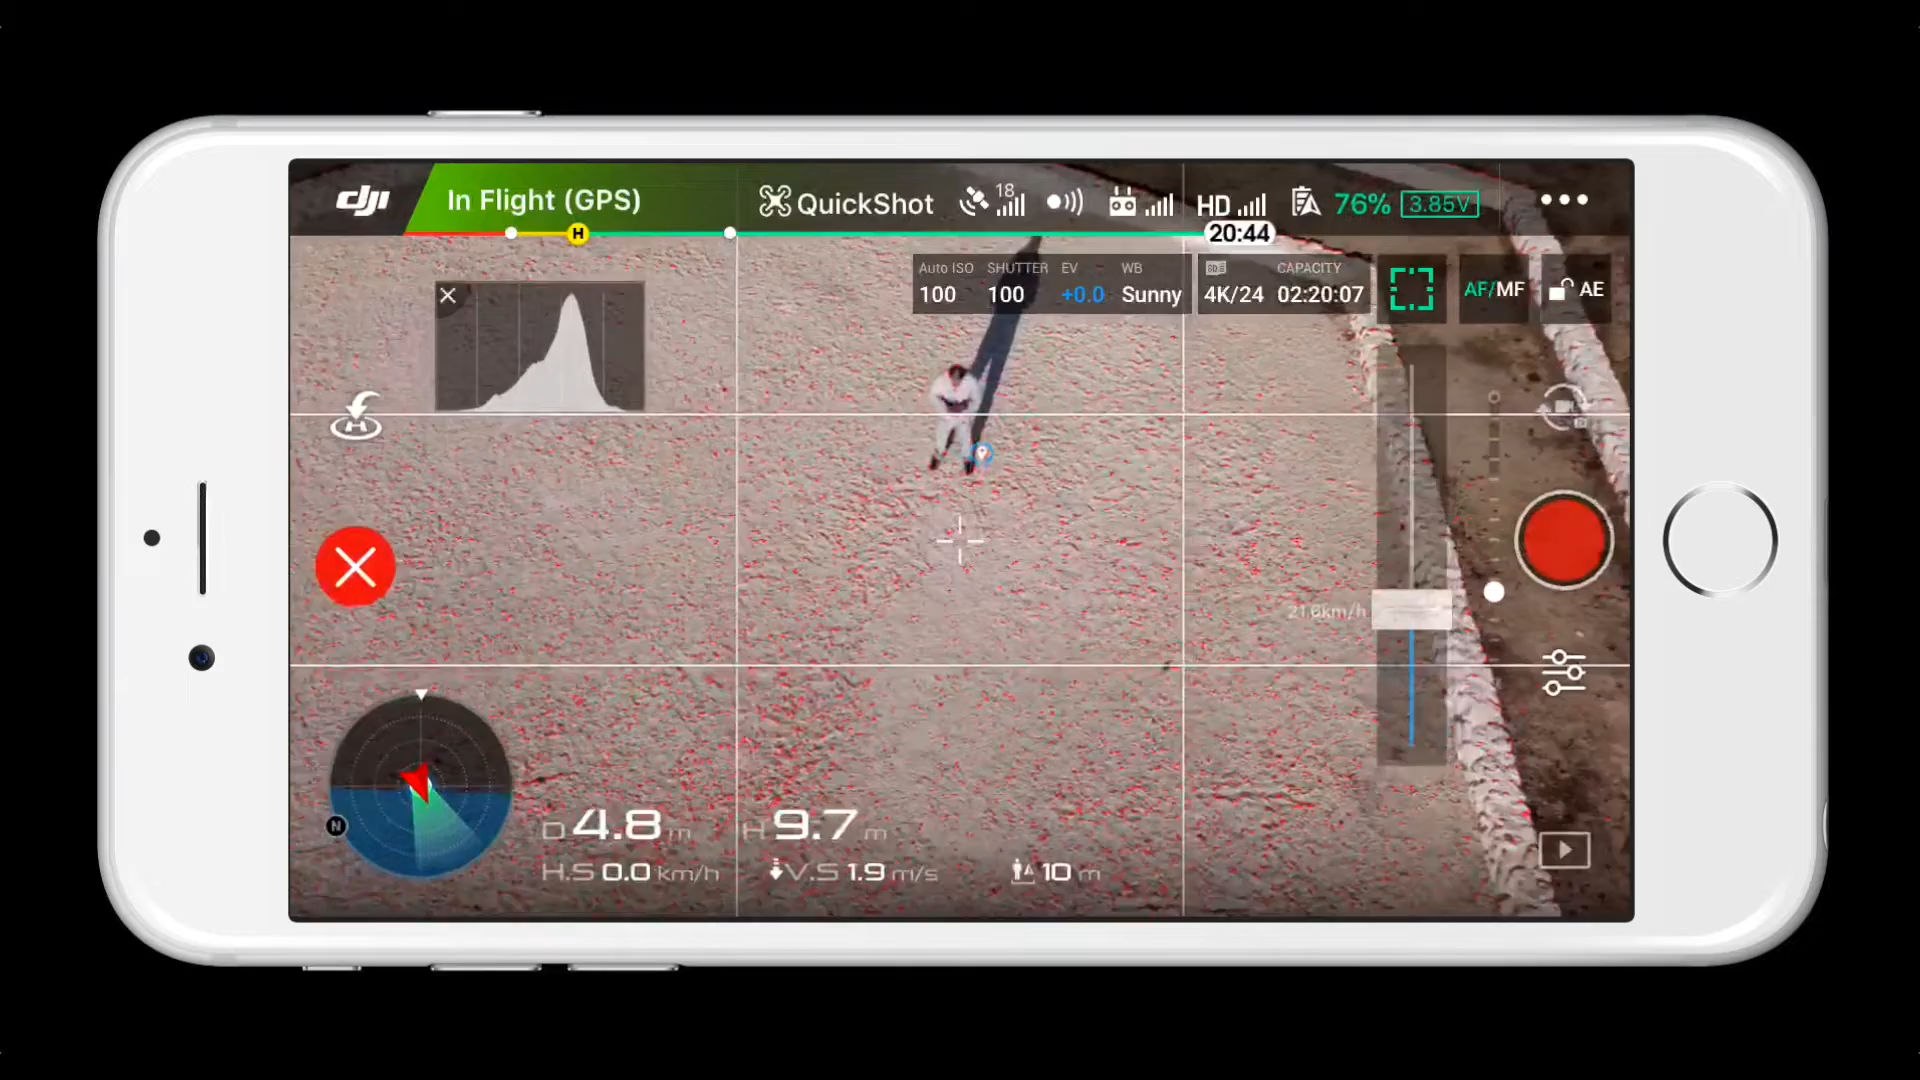 dji In Flight (GPS) QuickShot 18 HD 76% 3.85V
H 20:44
Auto ISO SHUTTER EV WB CAPACITY
100 100 +0.0 Sunny 4K/24 02:20:07 AF/MF AE
21.6km/h
N
D 4.8 m H 9.7 m
H.S 0.0 km/h V.S 1.9 m/s 10 m